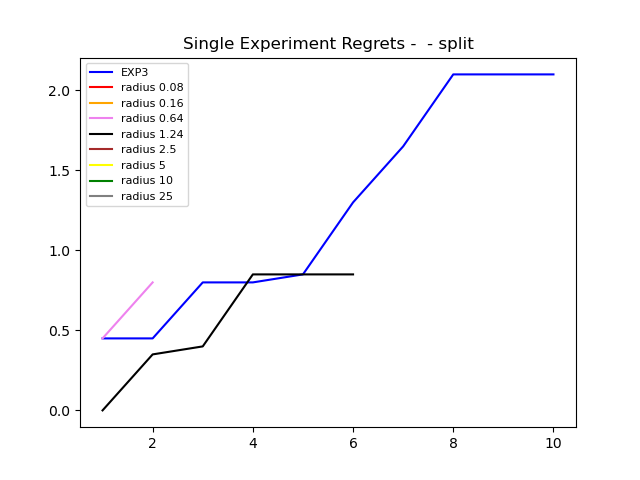 Single Experiment Regrets -  - split
EXP3
radius 0.08
radius 0.16
radius 0.64
radius 1.24
radius 2.5
radius 5
radius 10
radius 25
2.0
1.5
1.0
0.5
0.0
2 4 6 8 10